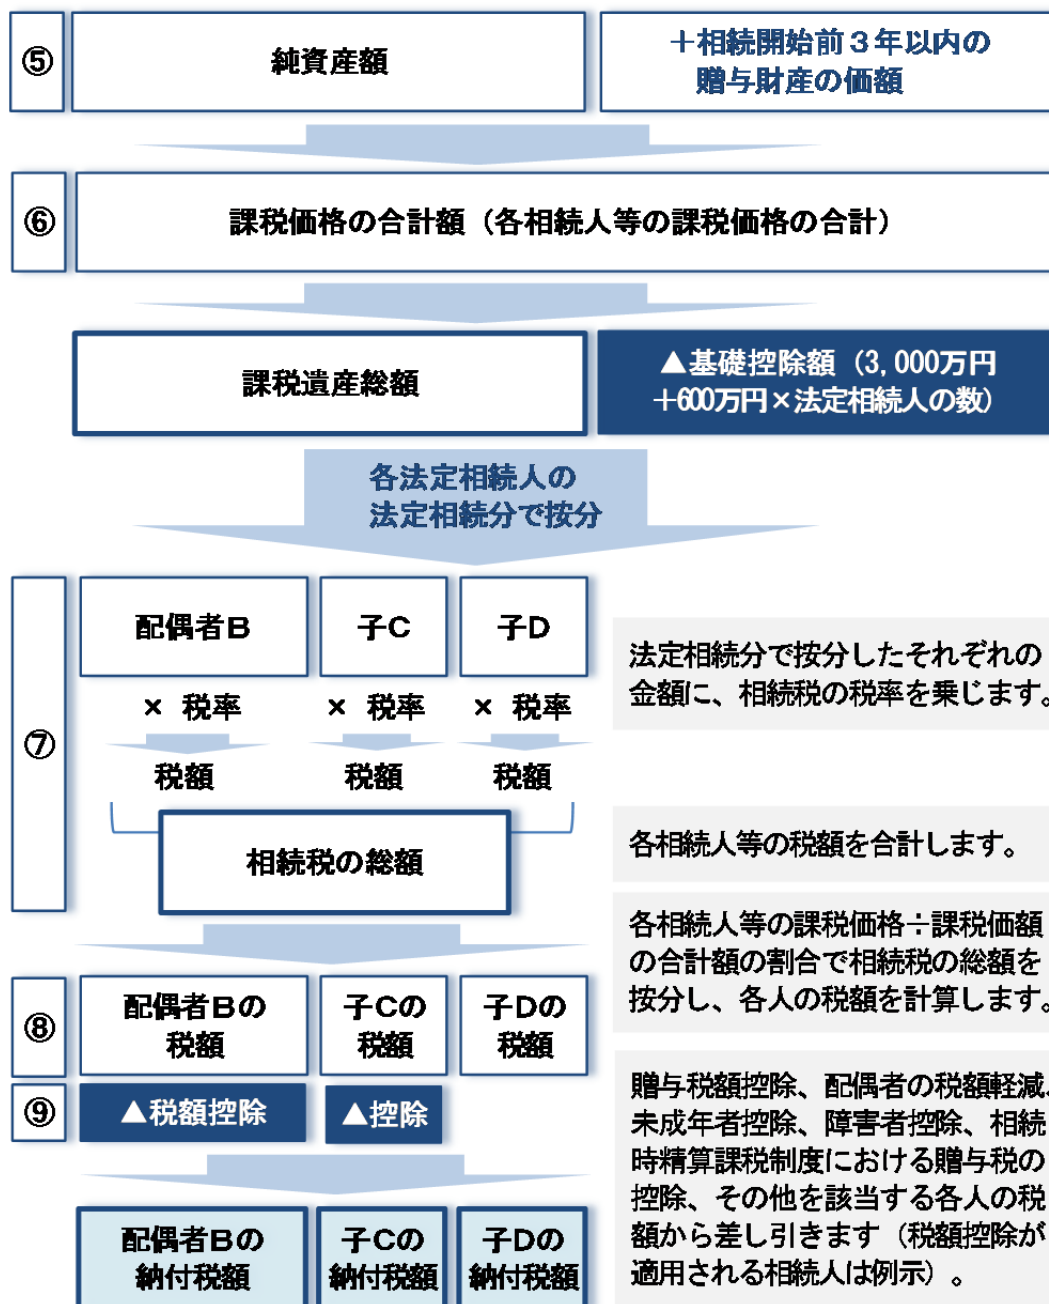 ⑤
純資産額
＋相続開始前３年以内の
贈与財産の価額
⑥
課税価格の合計額（各相続人等の課税価格の合計）
課税遺産総額
▲基礎控除額（3,000万円
＋600万円×法定相続人の数）
各法定相続人の
法定相続分で按分
⑦
配偶者Ｂ
子Ｃ
子Ｄ
× 税率
× 税率
× 税率
法定相続分で按分したそれぞれの
金額に、相続税の税率を乗じます。
税額
税額
税額
相続税の総額
各相続人等の税額を合計します。
各相続人等の課税価格÷課税価額
の合計額の割合で相続税の総額を
按分し、各人の税額を計算します。
⑧
配偶者Ｂの
税額
子Ｃの
税額
子Ｄの
税額
⑨
▲税額控除
▲控除
贈与税額控除、配偶者の税額軽減、
未成年者控除、障害者控除、相続
時精算課税制度における贈与税の
控除、その他を該当する各人の税
額から差し引きます（税額控除が
適用される相続人は例示）。
配偶者Ｂの
納付税額
子Ｃの
納付税額
子Ｄの
納付税額